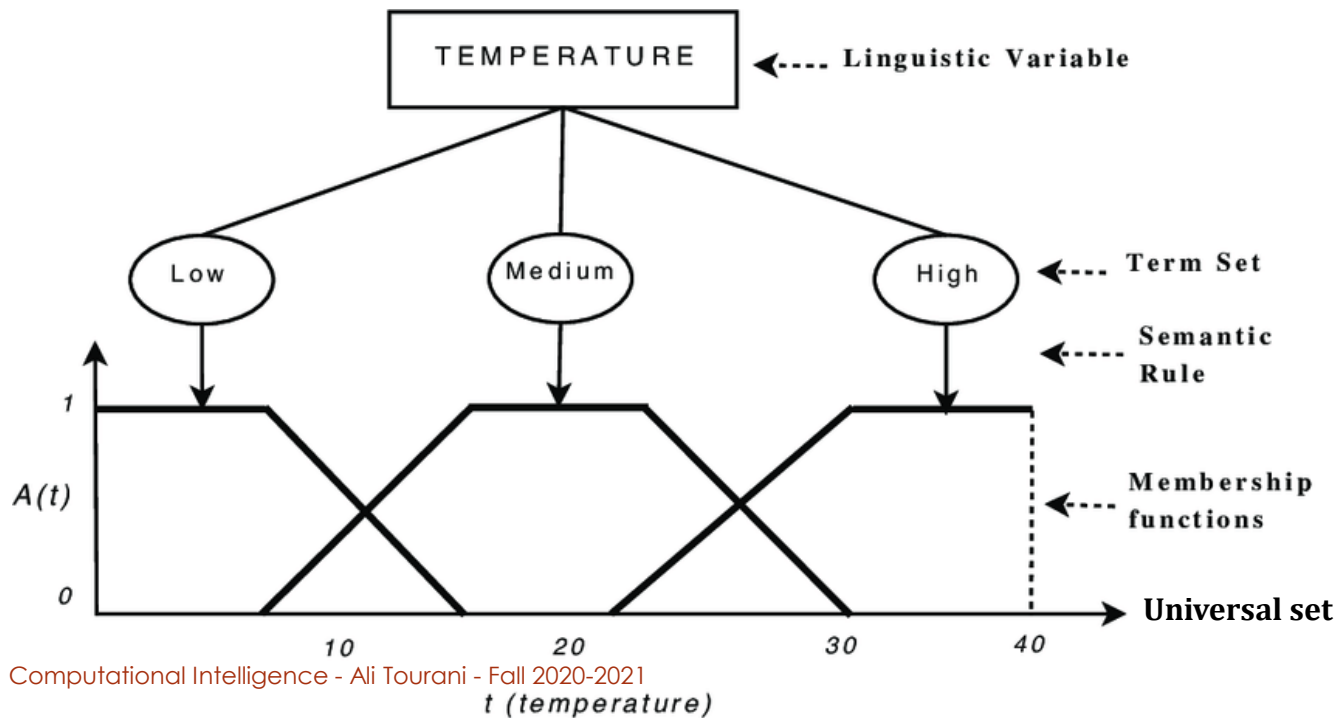 TEMPERATURE
Linguistic Variable
Low
Medium
High
Term Set
Semantic
Rule
1
A(t)
Membership
functions
0
Universal set
10
20
30
40
Computational Intelligence - Ali Tourani - Fall 2020-2021
t (temperature)